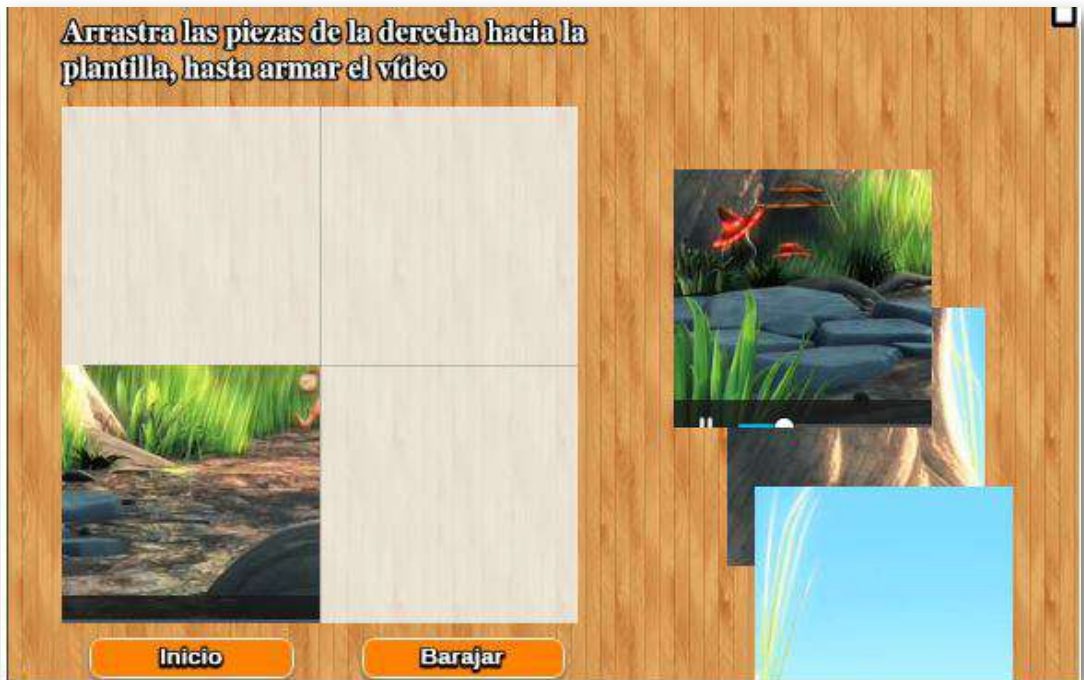 Arrastra las piezas de la derecha hacia la
plantilla, hasta armar el vídeo
Inicio
Barajar